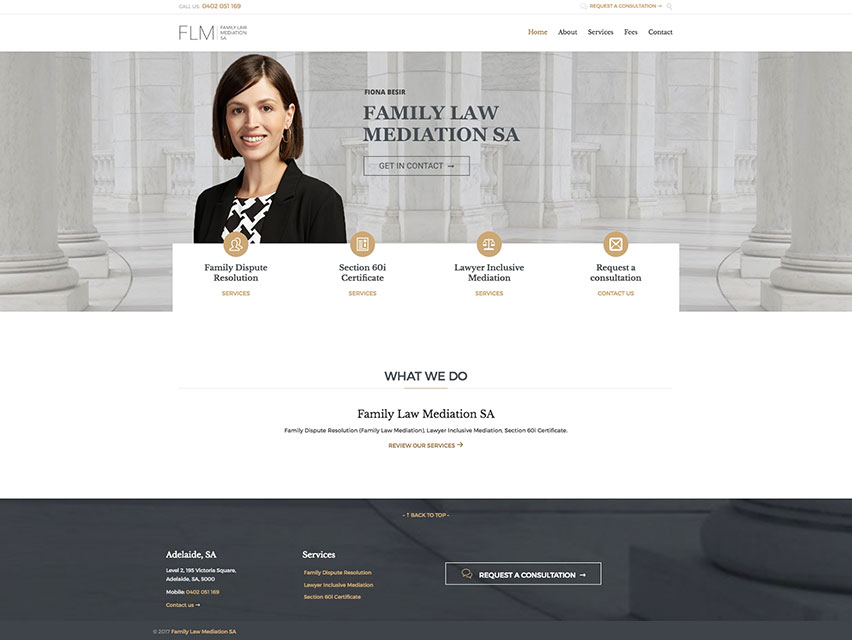 CALL US: 0402 051 169
REQUEST A CONSULTATION →
FLM FAMILY LAW
MEDIATION
SA
Home About Services Fees Contact
FIONA BESIR
FAMILY LAW
MEDIATION SA
GET IN CONTACT →
Family Dispute
Resolution
SERVICES
Section 60i
Certificate
SERVICES
Lawyer Inclusive
Mediation
SERVICES
Request a
consultation
CONTACT US
WHAT WE DO
Family Law Mediation SA
Family Dispute Resolution (Family Law Mediation), Lawyer Inclusive Mediation, Section 60i Certificate.
REVIEW OUR SERVICES →
- ↑ BACK TO TOP -
Adelaide, SA
Level 2, 195 Victoria Square,
Adelaide, SA, 5000
Mobile: 0402 051 169
Contact us →
Services
Family Dispute Resolution
Lawyer Inclusive Mediation
Section 60i Certificate
REQUEST A CONSULTATION →
© 2017 Family Law Mediation SA